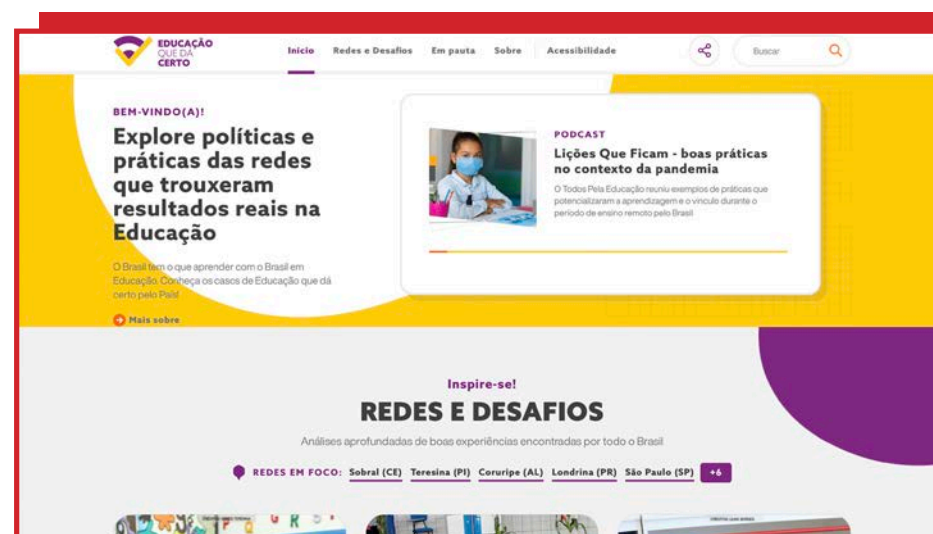 EDUCAÇÃO
QUE DÁ
CERTO
Início Redes e Desafios Em pauta Sobre Acessibilidade
Buscar
BEM-VINDO(A)!
Explore políticas e
práticas das redes
que trouxeram
resultados reais na
Educação
O Brasil tem o que aprender com o Brasil em
Educação. Conheça os casos de Educação que dá
certo pelo País!
Mais sobre
PODCAST
Lições Que Ficam - boas práticas
no contexto da pandemia
O Todos Pela Educação reuniu exemplos de práticas que
potencializaram a aprendizagem e o vínculo durante o
período de ensino remoto pelo Brasil
Inspire-se!
REDES E DESAFIOS
Análises aprofundadas de boas experiências encontradas por todo o Brasil
REDES EM FOCO: Sobral (CE) Teresina (PI) Coruripe (AL) Londrina (PR) São Paulo (SP) +6